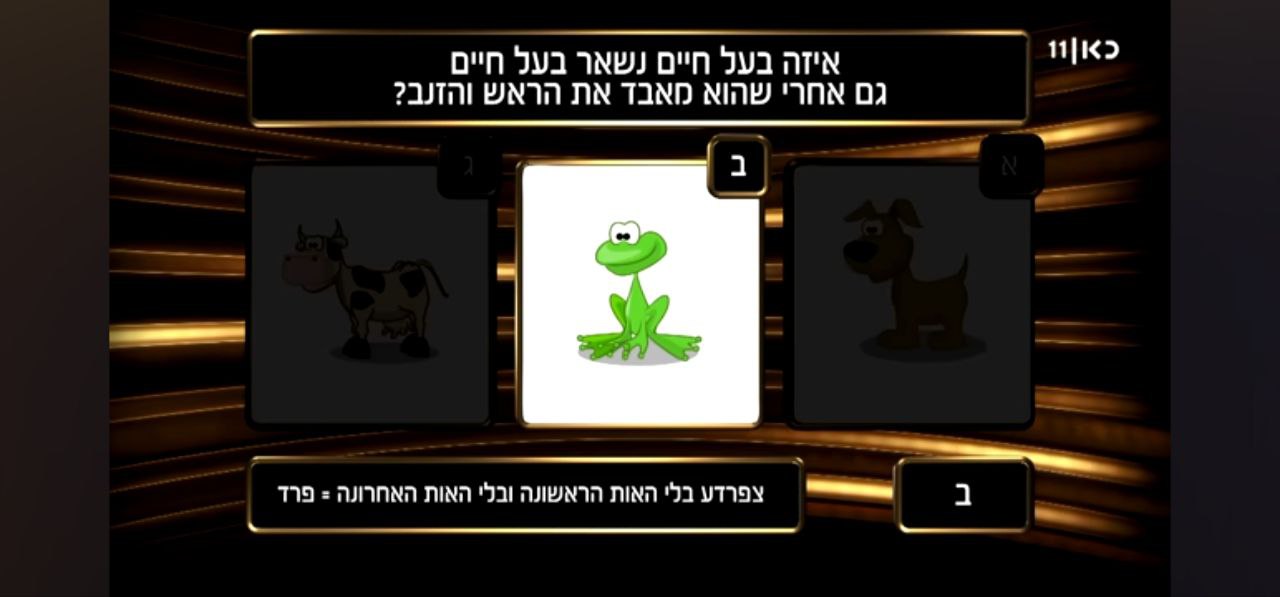 כאן|11
איזה בעל חיים נשאר בעל חיים
גם אחרי שהוא מאבד את הראש והזנב?
א
ב
ג
ב
צפרדע בלי האות הראשונה ובלי האות האחרונה = פרד